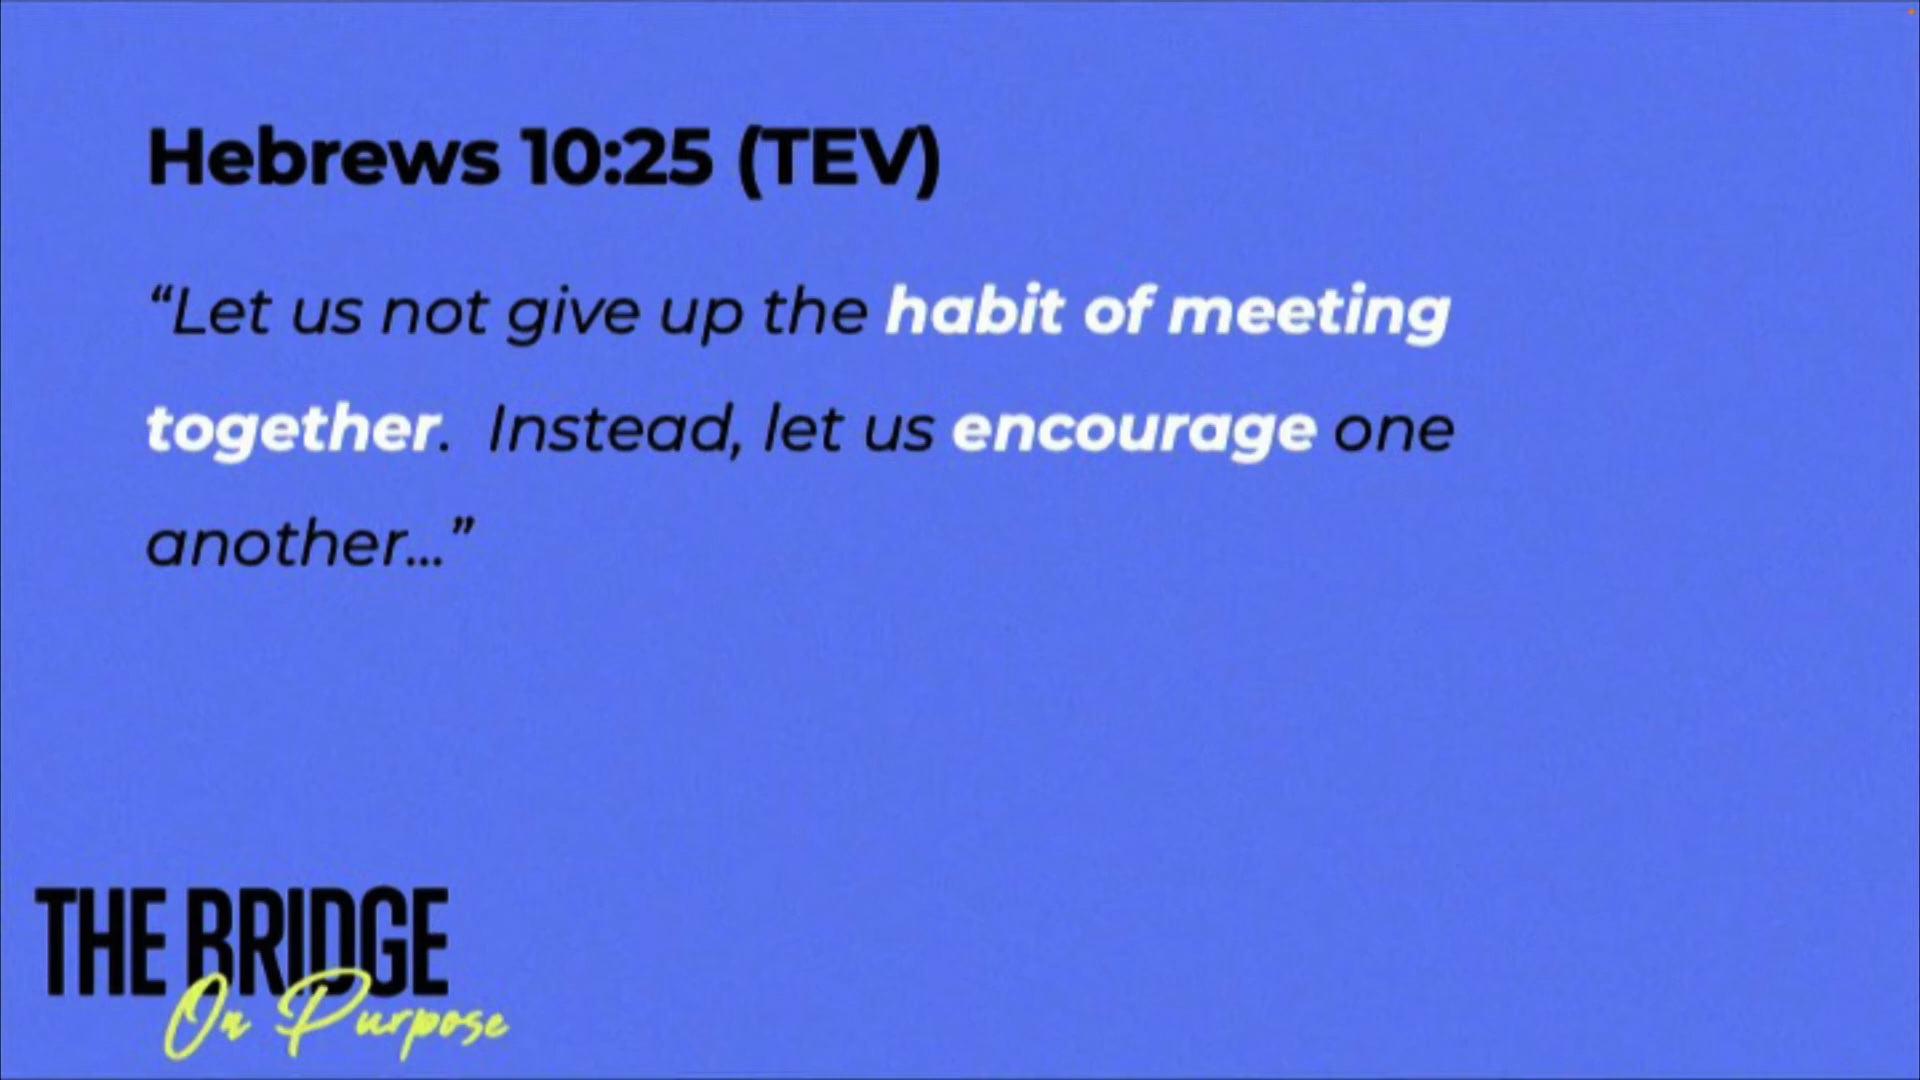 Hebrews 10:25 (TEV)
“Let us not give up the habit of meeting
together.  Instead, let us encourage one
another...”
THE BRIDGE
On Purpose